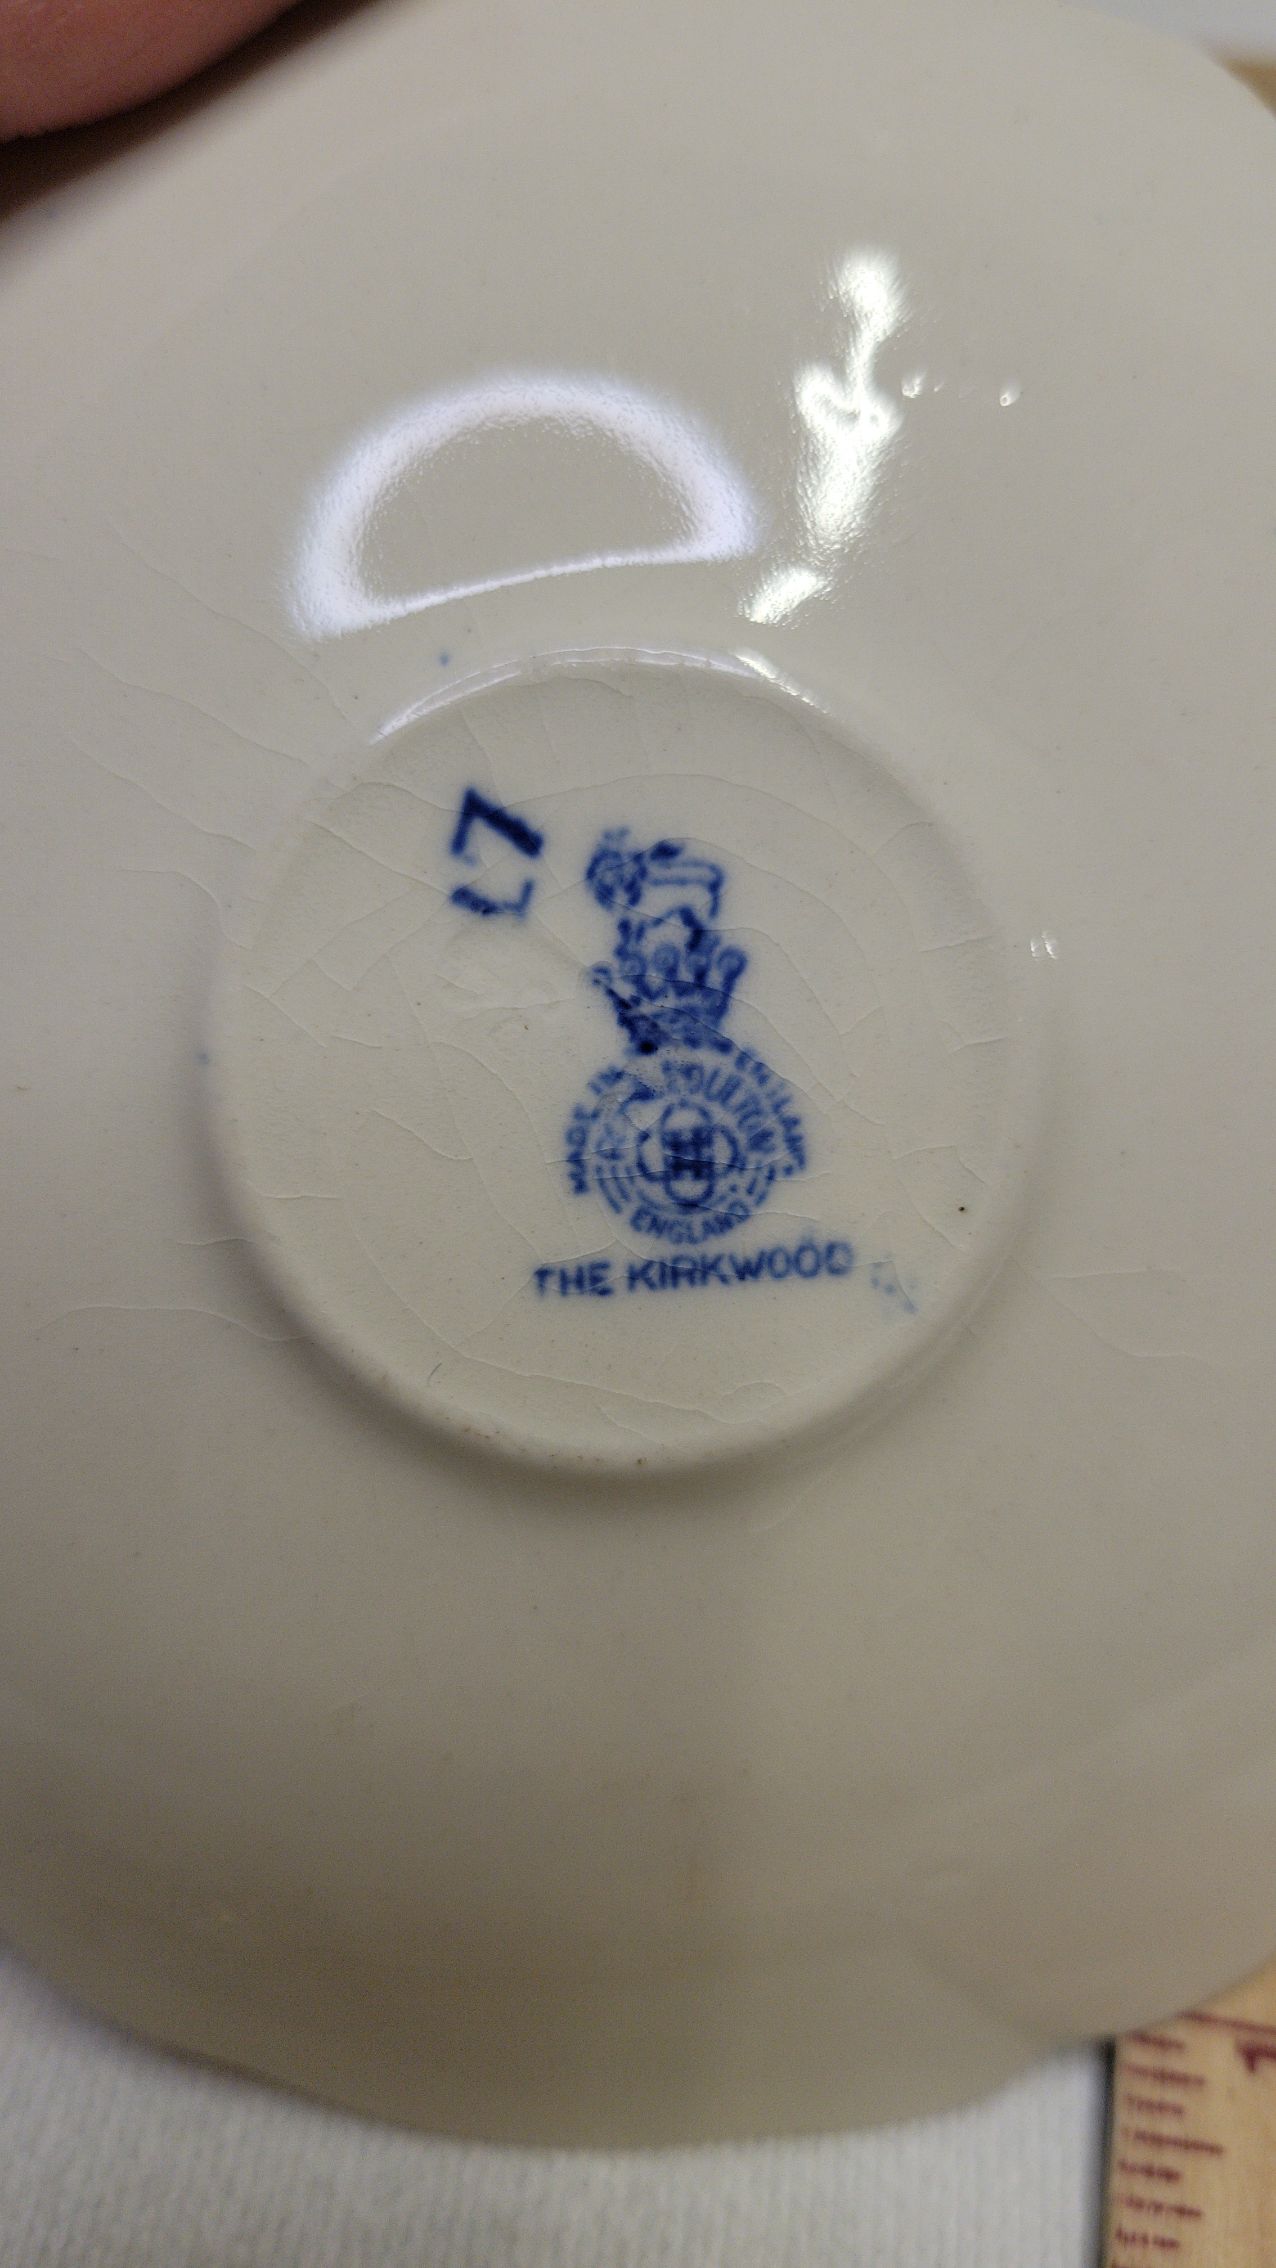 L7
MADE IN ENGLAND
ROYAL DOULTON
ENGLAND
THE KIRKWOOD